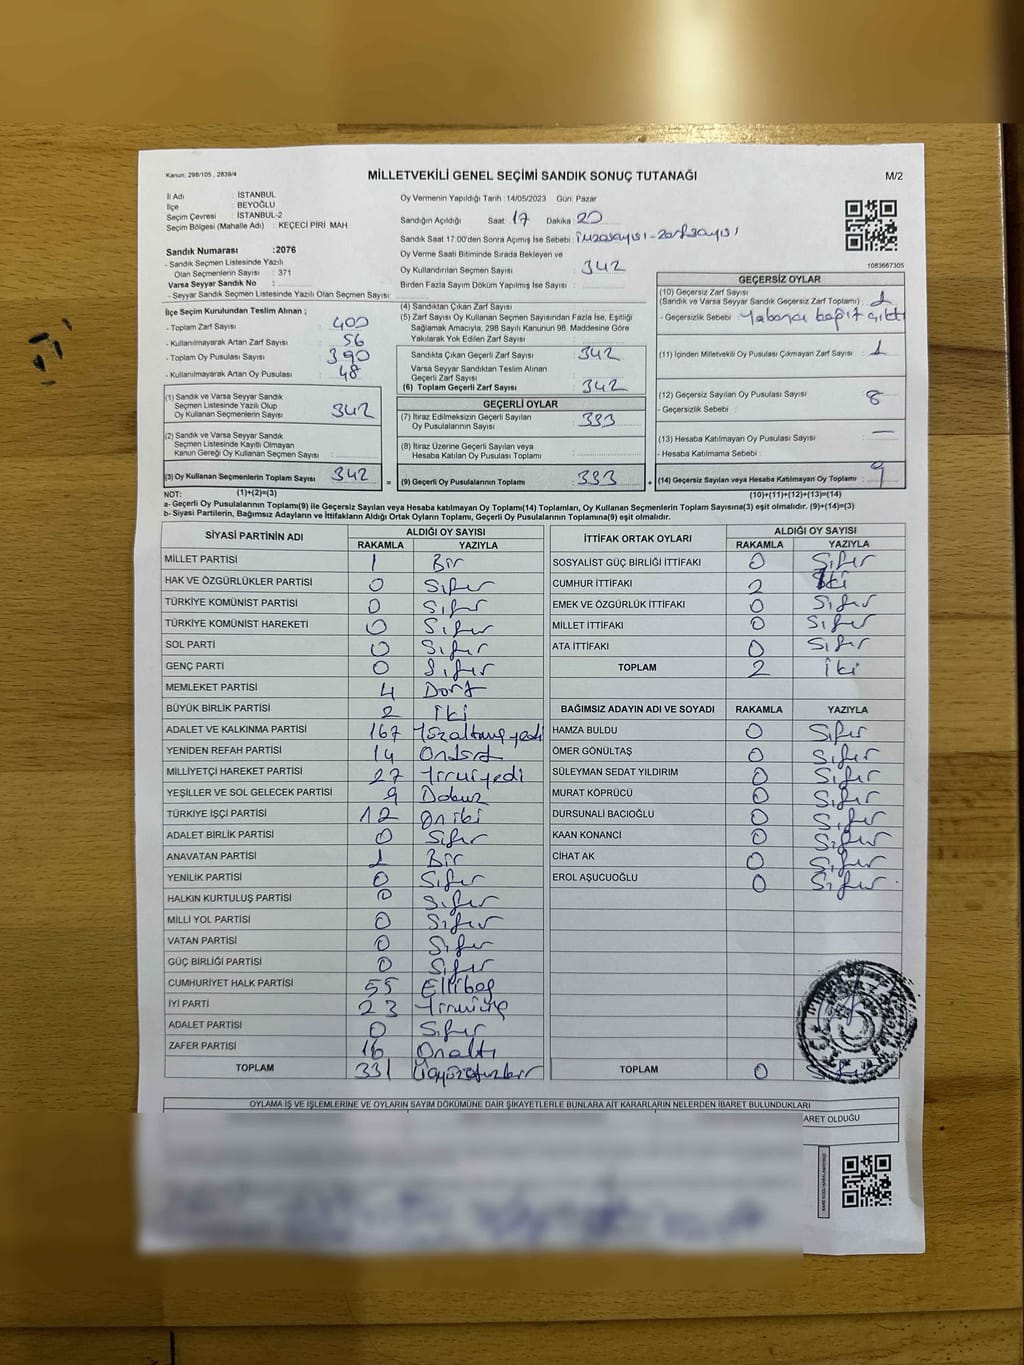 Kanun, 298/105 , 2839/4
MİLLETVEKİLİ GENEL SEÇİMİ SANDIK SONUÇ TUTANAĞI
M/2
İl Adı : İSTANBUL
İlçe : BEYOĞLU
Seçim Çevresi : İSTANBUL-2
Seçim Bölgesi (Mahalle Adı) : KEÇECİ PİRİ MAH
Sandık Numarası : 2076
- Sandık Seçmen Listesinde Yazılı
Olan Seçmenlerin Sayısı : 371
Varsa Seyyar Sandık No :
- Seyyar Sandık Seçmen Listesinde Yazılı Olan Seçmen Sayısı
Oy Vermenin Yapıldığı Tarih : 14/05/2023 Gün: Pazar
Sandığın Açıldığı Saat 17 Dakika 20
Sandık Saat 17:00'den Sonra Açılmış İse Sebebi : İmza sayısı - zarf sayısı
Oy Verme Saati Bitiminde Sırada Bekleyen ve
Oy Kullandırılan Seçmen Sayısı : 342
Birden Fazla Sayım Döküm Yapılmış İse Sayısı :
1083667305
İlçe Seçim Kurulundan Teslim Alınan ;
- Toplam Zarf Sayısı : 400
- Kullanılmayarak Artan Zarf Sayısı : 56
- Toplam Oy Pusulası Sayısı : 390
- Kullanılmayarak Artan Oy Pusulası : 48
(1) Sandık ve Varsa Seyyar Sandık
Seçmen Listesinde Yazılı Olup
Oy Kullanan Seçmenlerin Sayısı : 342
(2) Sandık ve Varsa Seyyar Sandık
Seçmen Listesinde Kayıtlı Olmayan
Kanun Gereği Oy Kullanan Seçmen Sayısı :
(3) Oy Kullanan Seçmenlerin Toplam Sayısı : 342 =
(4) Sandıktan Çıkan Zarf Sayısı :
(5) Zarf Sayısı Oy Kullanan Seçmen Sayısından Fazla İse, Eşitliği
Sağlamak Amacıyla, 298 Sayılı Kanunun 98. Maddesine Göre
Yakılarak Yok Edilen Zarf Sayısı :
Sandıkta Çıkan Geçerli Zarf Sayısı : 342
Varsa Seyyar Sandıktan Teslim Alınan
Geçerli Zarf Sayısı :
(6) Toplam Geçerli Zarf Sayısı : 342
GEÇERLİ OYLAR
(7) İtiraz Edilmeksizin Geçerli Sayılan
Oy Pusulalarının Sayısı : 333
(8) İtiraz Üzerine Geçerli Sayılan veya
Hesaba Katılan Oy Pusulası Toplamı :
(9) Geçerli Oy Pusulalarının Toplamı : 333 +
GEÇERSİZ OYLAR
(10) Geçersiz Zarf Sayısı
(Sandık ve Varsa Seyyar Sandık Geçersiz Zarf Toplamı) :
- Geçersizlik Sebebi : Yabancı kağıt çıktı
(11) İçinden Milletvekili Oy Pusulası Çıkmayan Zarf Sayısı : 1
(12) Geçersiz Sayılan Oy Pusulası Sayısı : 8
- Geçersizlik Sebebi :
(13) Hesaba Katılmayan Oy Pusulası Sayısı : —
- Hesaba Katılmama Sebebi :
(14) Geçersiz Sayılan veya Hesaba Katılmayan Oy Toplamı : 9
NOT: (1)+(2)=(3) (10)+(11)+(12)+(13)=(14)
a- Geçerli Oy Pusulalarının Toplamı(9) ile Geçersiz Sayılan veya Hesaba katılmayan Oy Pusulası Toplamı(14) Toplamları, Oy Kullanan Seçmenlerin Toplam Sayısına(3) eşit olmalıdır. (9)+(14)=(3)
b- Siyasi Partilerin, Bağımsız Adayların ve İttifakların Aldığı Oyların Toplamı, Geçerli Oy Pusulalarının Toplamına(9) eşit olmalıdır.
SİYASİ PARTİNİN ADI ALDIĞI OY SAYISI
RAKAMLA YAZIYLA
MİLLET PARTİSİ 1 Bir
HAK VE ÖZGÜRLÜKLER PARTİSİ 0 Sıfır
TÜRKİYE KOMÜNİST PARTİSİ 0 Sıfır
TÜRKİYE KOMÜNİST HAREKETİ 0 Sıfır
SOL PARTİ 0 Sıfır
GENÇ PARTİ 0 Sıfır
MEMLEKET PARTİSİ 4 Dört
BÜYÜK BİRLİK PARTİSİ 2 İki
ADALET VE KALKINMA PARTİSİ 167 Yüzaltmışyedi
YENİDEN REFAH PARTİSİ 14 Ondört
MİLLİYETÇİ HAREKET PARTİSİ 27 Yirmiyedi
YEŞİLLER VE SOL GELECEK PARTİSİ 9 Dokuz
TÜRKİYE İŞÇİ PARTİSİ 12 Oniki
ADALET BİRLİK PARTİSİ 0 Sıfır
ANAVATAN PARTİSİ 1 Bir
YENİLİK PARTİSİ 0 Sıfır
HALKIN KURTULUŞ PARTİSİ 0 Sıfır
MİLLİ YOL PARTİSİ 0 Sıfır
VATAN PARTİSİ 0 Sıfır
GÜÇ BİRLİĞİ PARTİSİ 0 Sıfır
CUMHURİYET HALK PARTİSİ 55 Ellibeş
İYİ PARTİ 23 Yirmiüç
ADALET PARTİSİ 0 Sıfır
ZAFER PARTİSİ 16 Onaltı
TOPLAM 331 Üçyüzotuzbir
İTTİFAK ORTAK OYLARI ALDIĞI OY SAYISI
RAKAMLA YAZIYLA
SOSYALİST GÜÇ BİRLİĞİ İTTİFAKI 0 Sıfır
CUMHUR İTTİFAKI 2 İki
EMEK VE ÖZGÜRLÜK İTTİFAKI 0 Sıfır
MİLLET İTTİFAKI 0 Sıfır
ATA İTTİFAKI 0 Sıfır
TOPLAM 2 İki
BAĞIMSIZ ADAYIN ADI VE SOYADI RAKAMLA YAZIYLA
HAMZA BULDU 0 Sıfır
ÖMER GÖNÜLTAŞ 0 Sıfır
SÜLEYMAN SEDAT YILDIRIM 0 Sıfır
MURAT KÖPRÜCÜ 0 Sıfır
DURSUNALİ BACIOĞLU 0 Sıfır
KAAN KONANCİ 0 Sıfır
CİHAT AK 0 Sıfır
EROL AŞUCUOĞLU 0 Sıfır
TOPLAM 0 Sıfır
OYLAMA İŞ VE İŞLEMLERİNE VE OYLARIN SAYIM DÖKÜMÜNE DAİR ŞİKAYETLERLE BUNLARA AİT KARARLARIN NELERDEN İBARET BULUNDUKLARI
ARET OLDUĞU